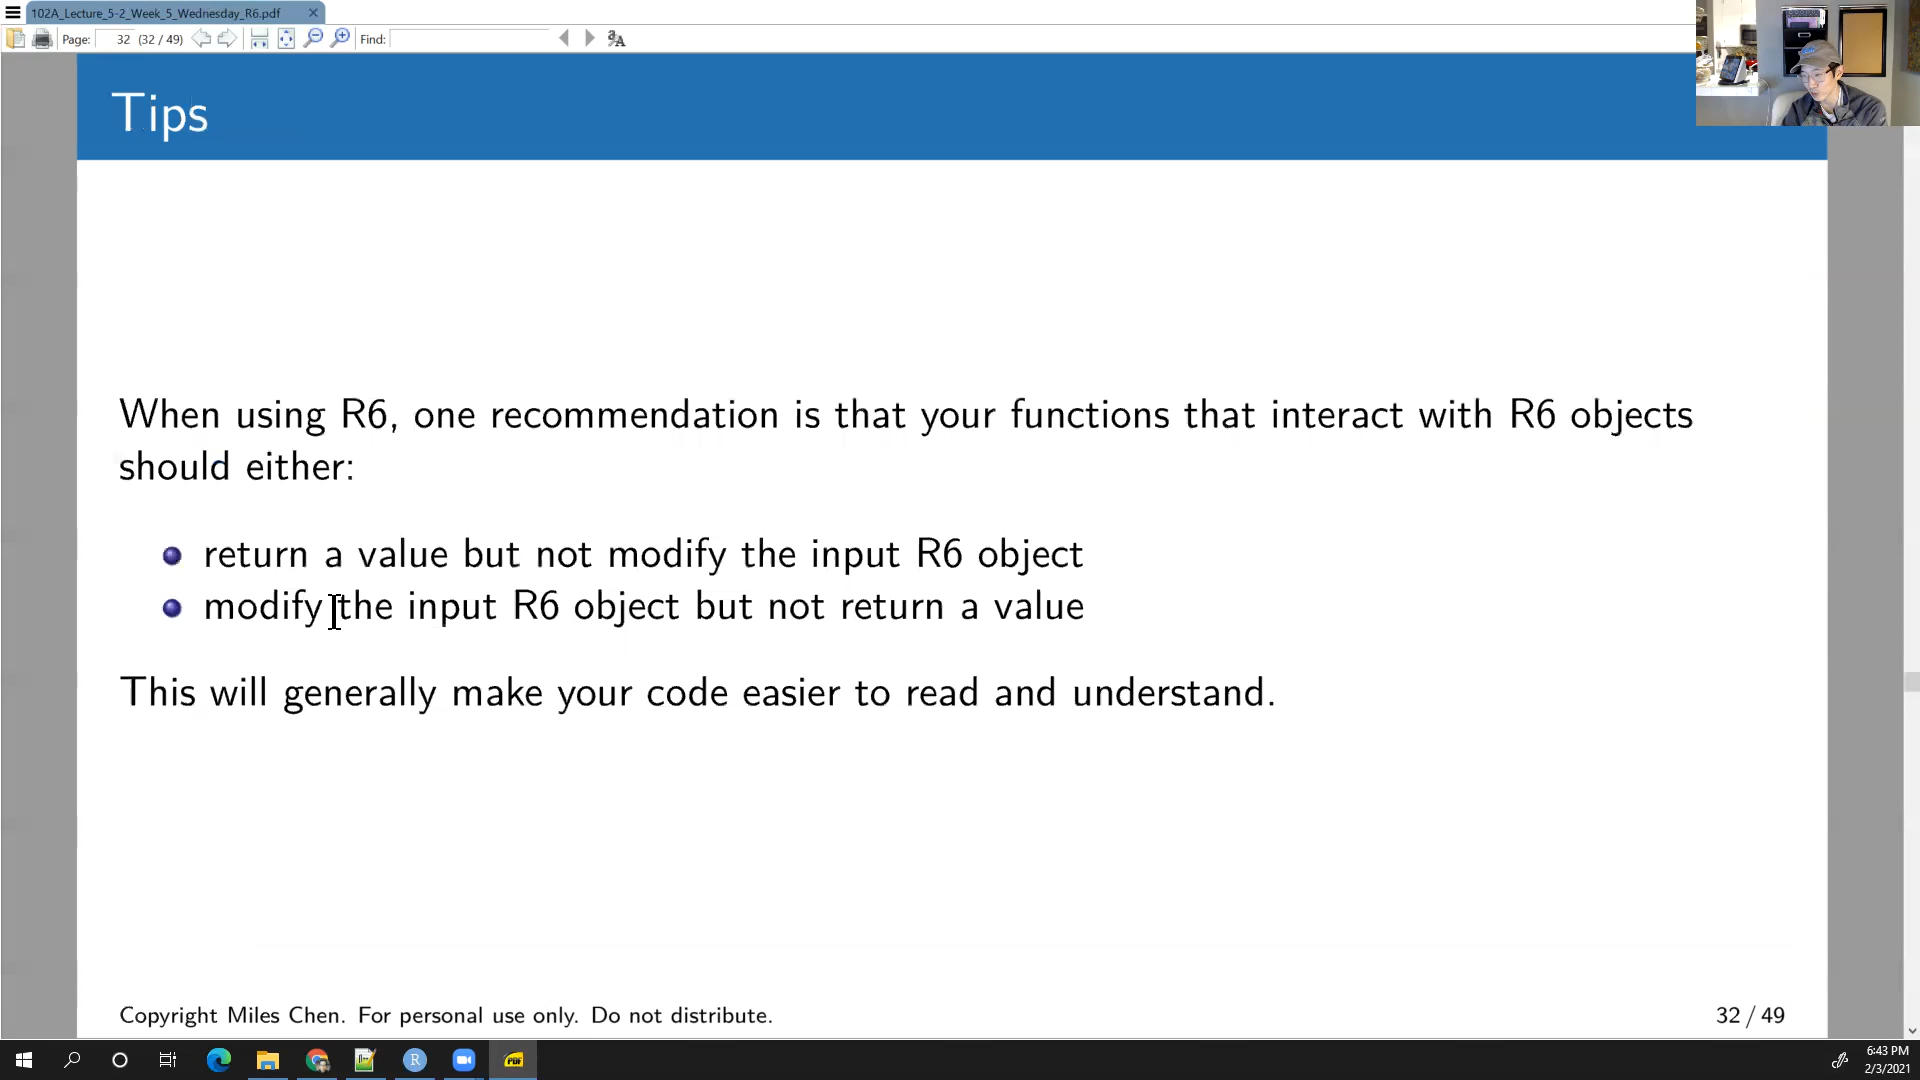 102A_Lecture_5-2_Week_5_Wednesday_R6.pdf
Page: 32 (32 / 49) Find:
Tips
When using R6, one recommendation is that your functions that interact with R6 objects
should either:
return a value but not modify the input R6 object
modify the input R6 object but not return a value
This will generally make your code easier to read and understand.
Copyright Miles Chen. For personal use only. Do not distribute.
32 / 49
6:43 PM
2/3/2021